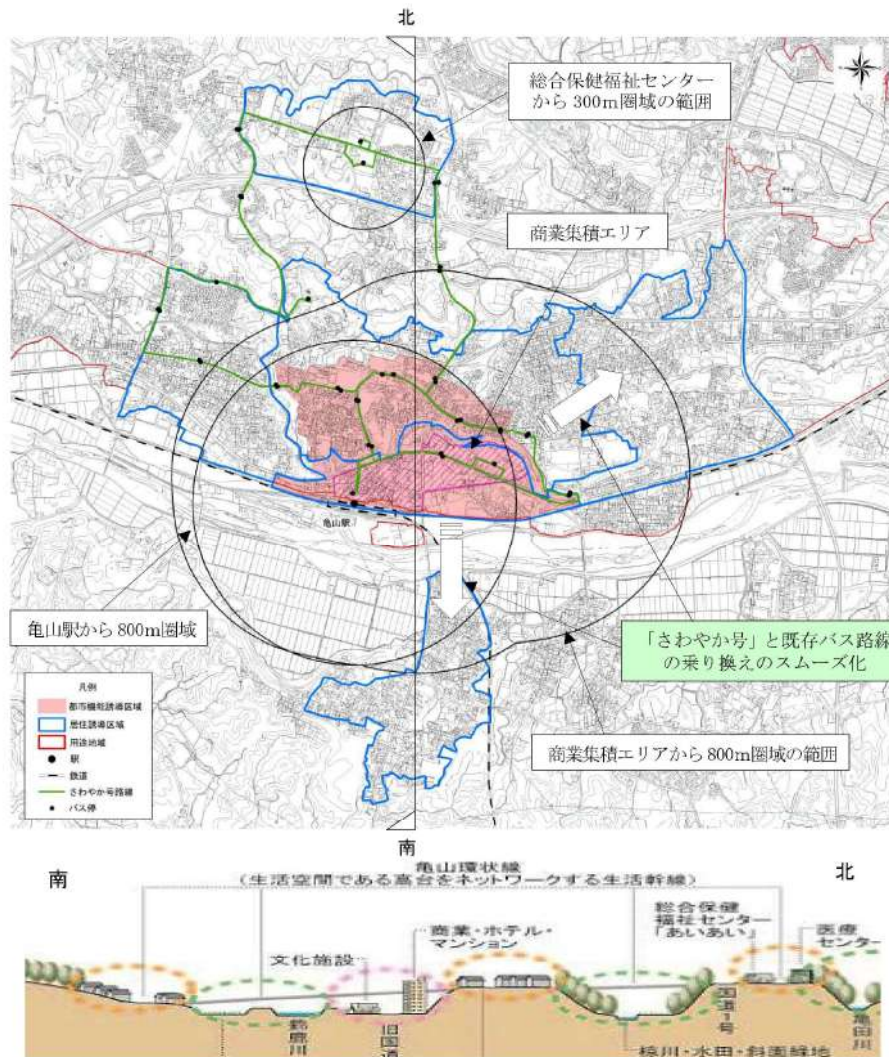 北
総合保健福祉センター
から 300m圏域の範囲
商業集積エリア
亀山駅
亀山駅から 800m圏域
「さわやか号」と既存バス路線
の乗り換えのスムーズ化
商業集積エリアから 800m圏域の範囲
凡例
都市機能誘導区域
居住誘導区域
用途地域
駅
鉄道
さわやか号路線
バス停
南
南
亀山環状線
北
(生活空間である高台をネットワークする生活幹線)
総合保健
福祉センター
「あいあい」
医療
センター
商業・ホテル・
マンション
文化施設
鈴鹿川
旧国道
国道1号
亀田川
椋川・水田・斜面緑地